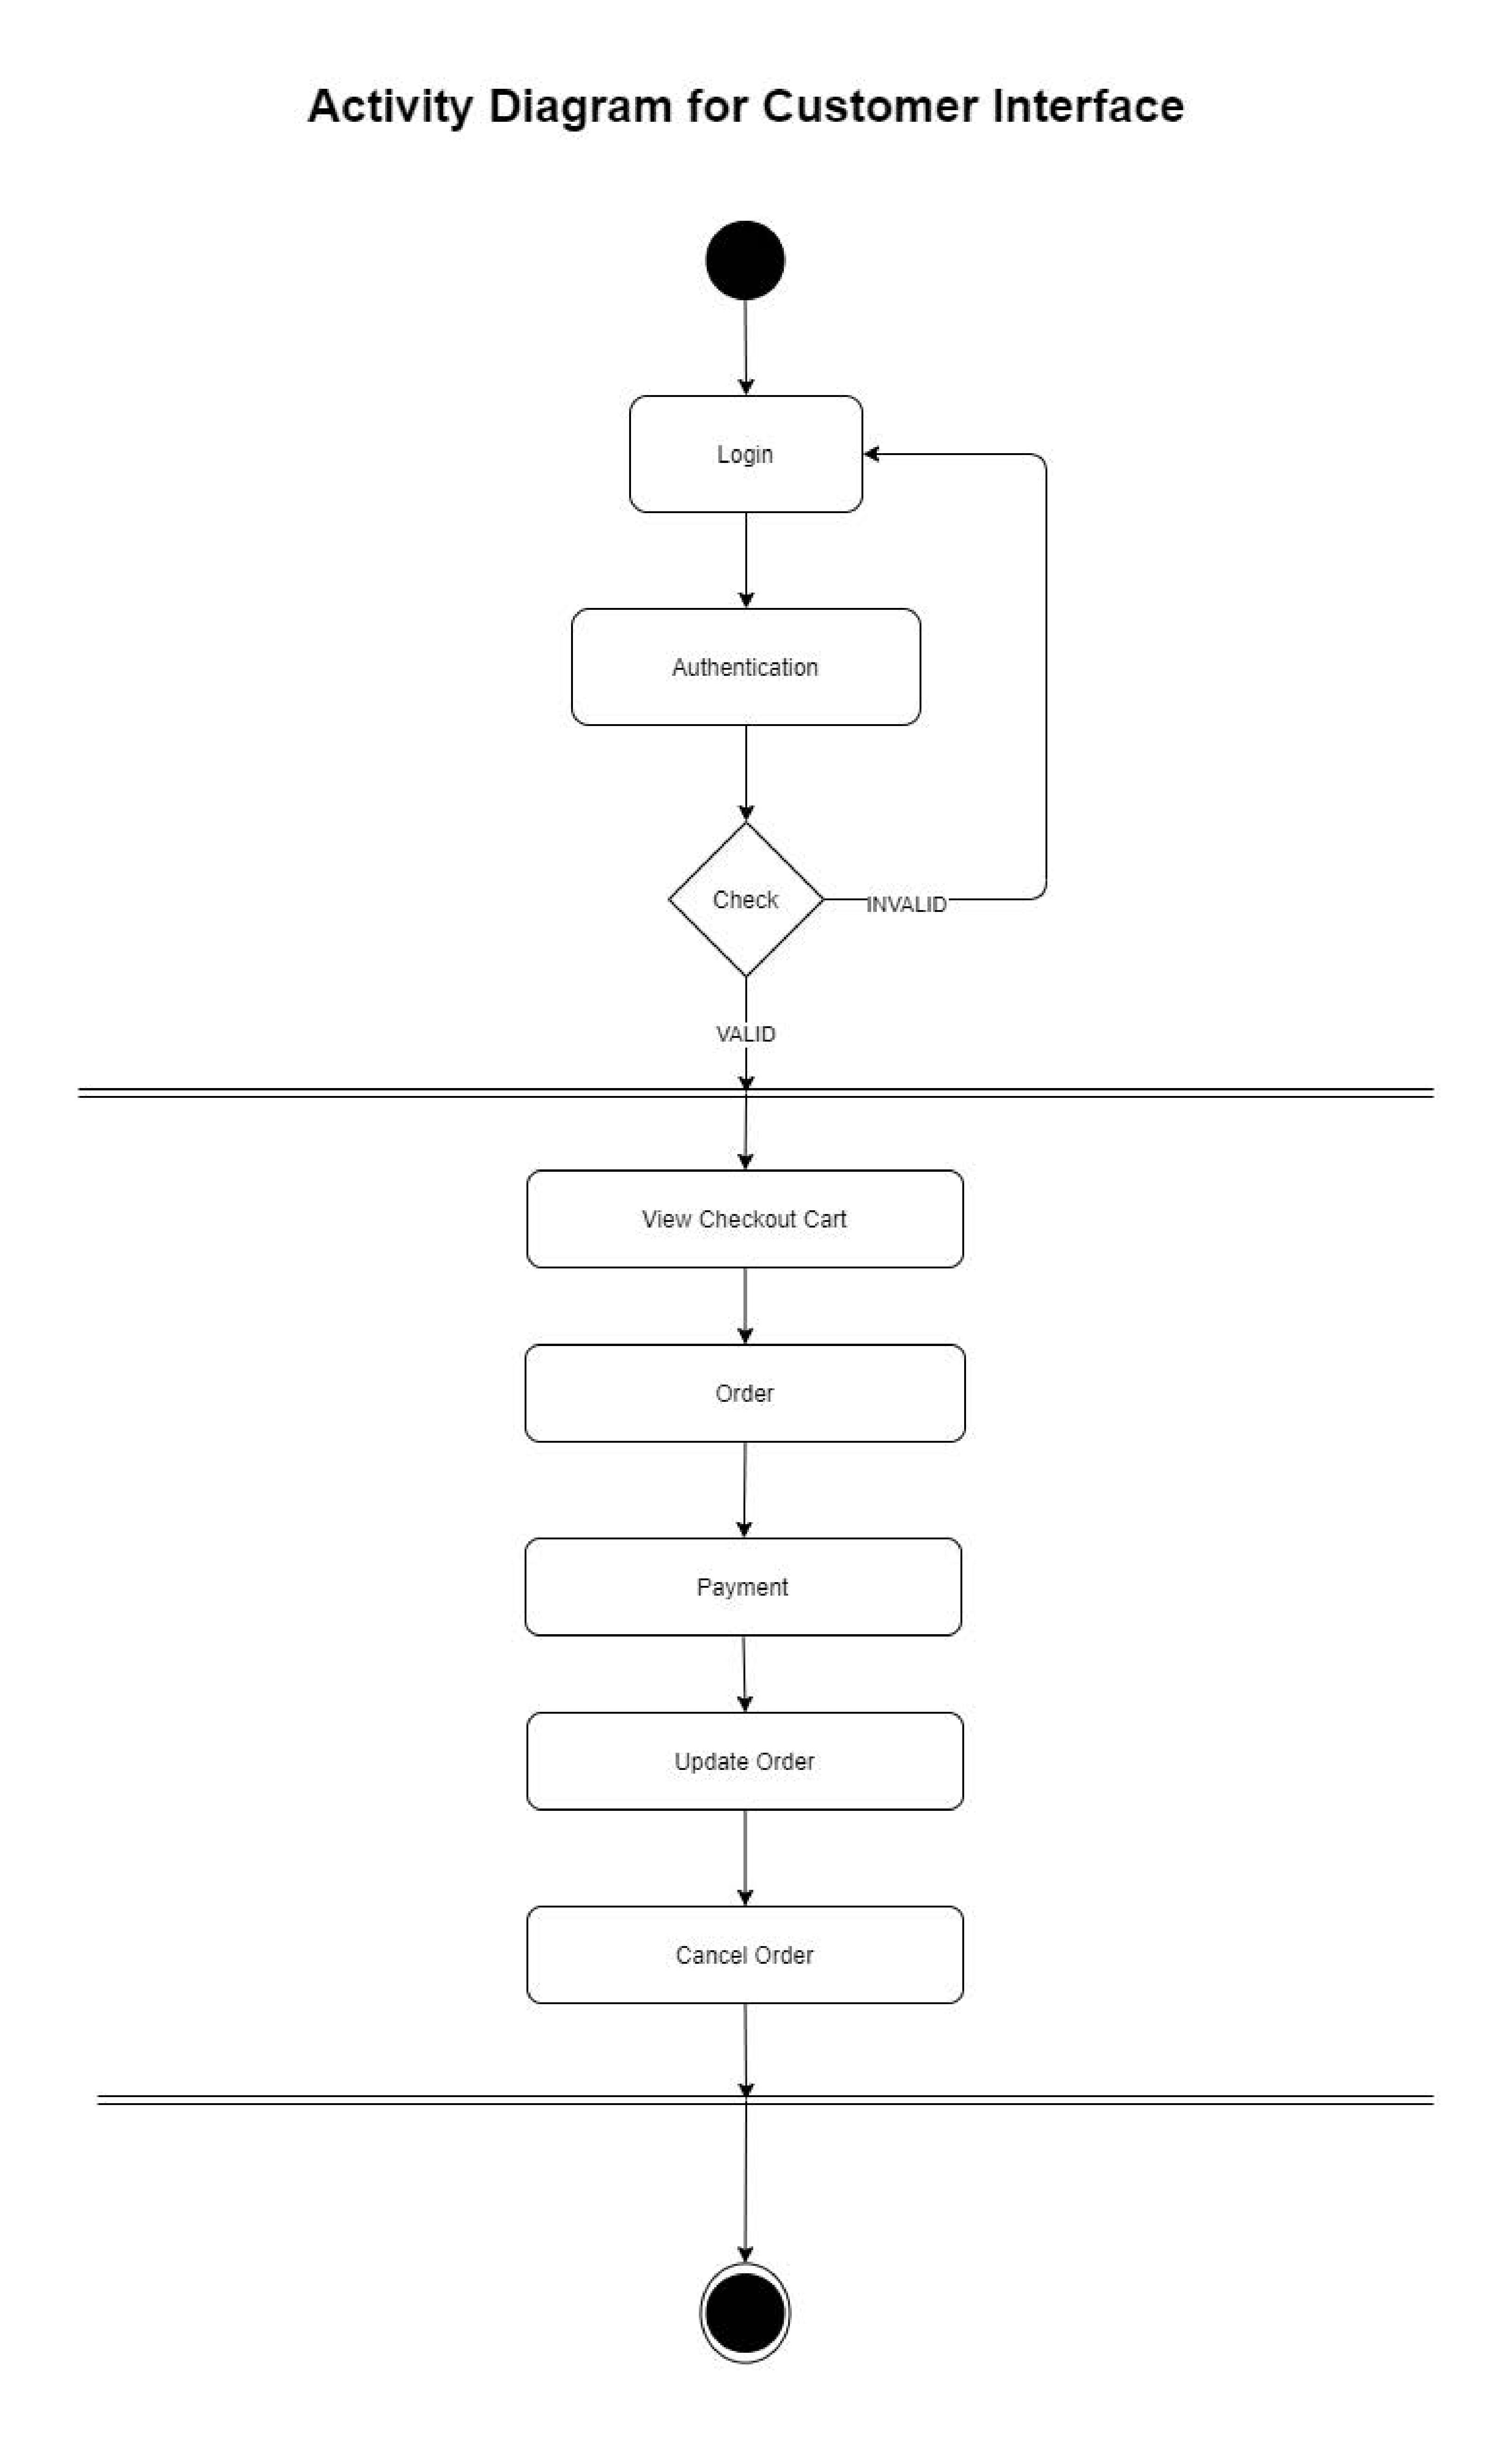 Activity Diagram for Customer Interface
Login
Authentication
Check
INVALID
VALID
View Checkout Cart
Order
Payment
Update Order
Cancel Order